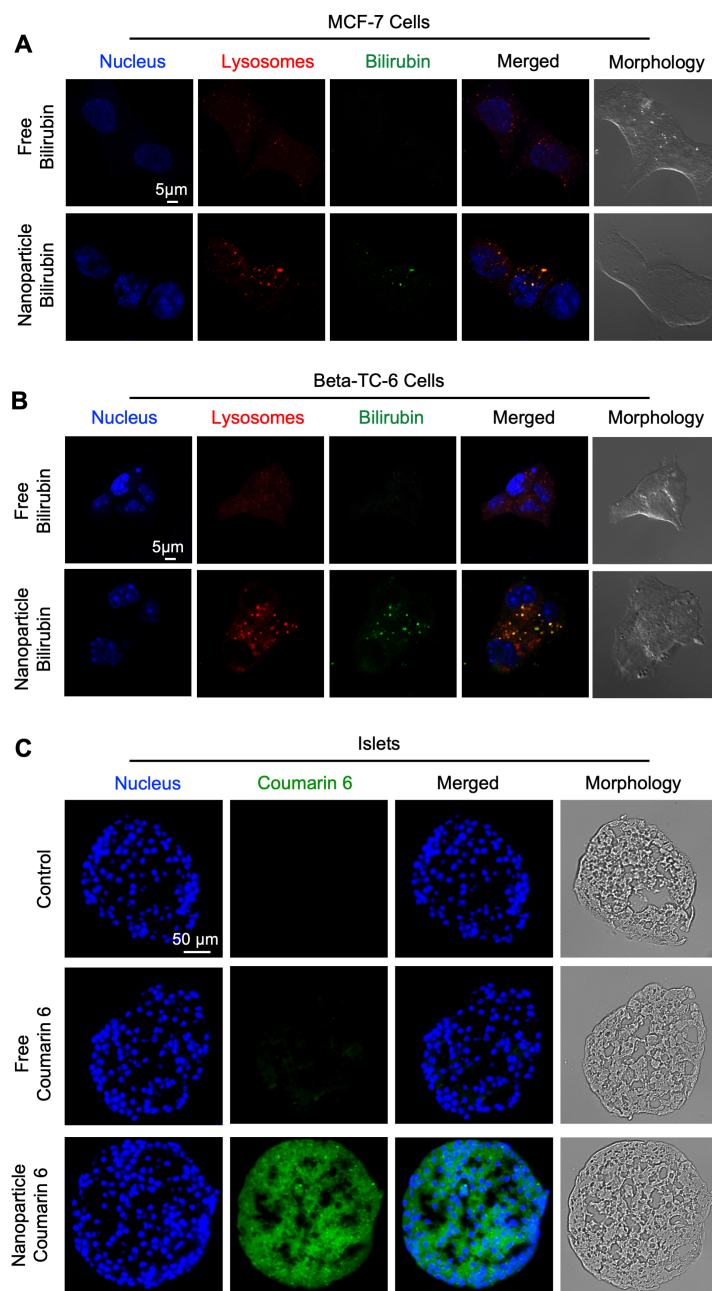 MCF-7 Cells
A
Nucleus Lysosomes Bilirubin Merged Morphology
Free
Bilirubin
5μm
Nanoparticle
Bilirubin
Beta-TC-6 Cells
B
Nucleus Lysosomes Bilirubin Merged Morphology
Free
Bilirubin
5μm
Nanoparticle
Bilirubin
C
Islets
Nucleus Coumarin 6 Merged Morphology
Control
50 μm
Free
Coumarin 6
Nanoparticle
Coumarin 6